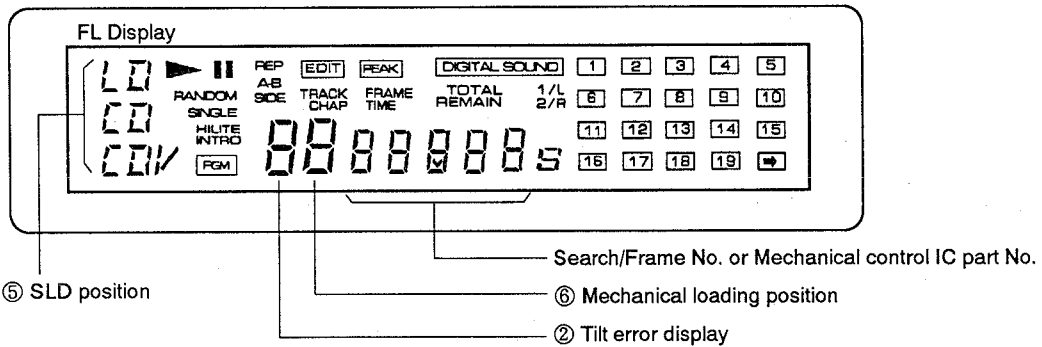 FL Display
LD REP EDIT PEAK DIGITAL SOUND 1 2 3 4 5
A-B
RANDOM SIDE TRACK FRAME TOTAL 1/L 6 7 8 9 10
CD SINGLE CHAP TIME REMAIN 2/R
HILITE 11 12 13 14 15
INTRO
CDV PGM 88 88888 S 16 17 18 19
Search/Frame No. or Mechanical control IC part No.
⑤ SLD position
⑥ Mechanical loading position
② Tilt error display